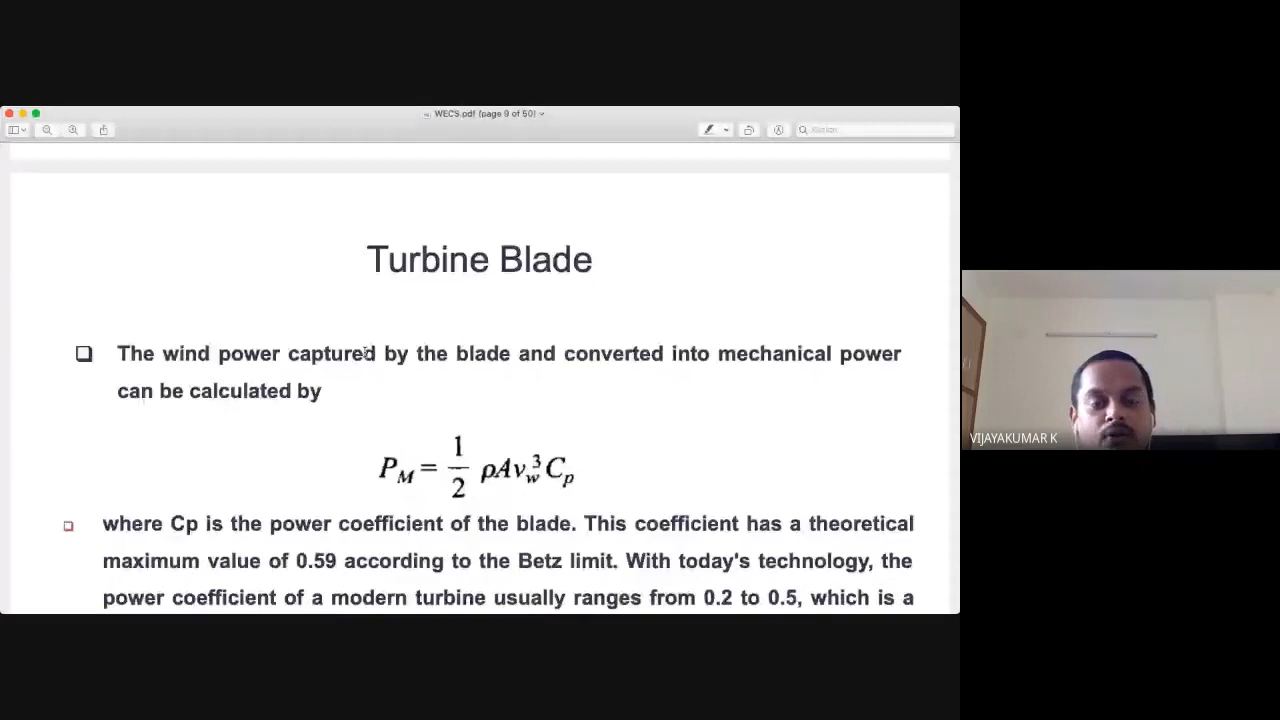 WECS.pdf (page 9 of 50)
Turbine Blade
The wind power captured by the blade and converted into mechanical power
can be calculated by
P_M = 1/2 ρAv_w^3 C_p
where Cp is the power coefficient of the blade. This coefficient has a theoretical
maximum value of 0.59 according to the Betz limit. With today's technology, the
power coefficient of a modern turbine usually ranges from 0.2 to 0.5, which is a
VIJAYAKUMAR K